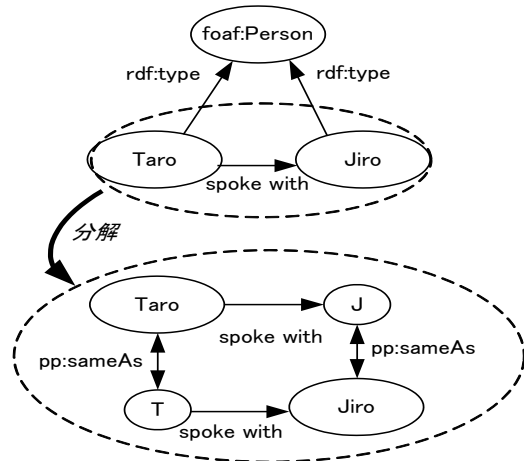 foaf:Person
rdf:type
rdf:type
Taro
Jiro
spoke with
分解
Taro
J
spoke with
pp:sameAs
pp:sameAs
T
Jiro
spoke with